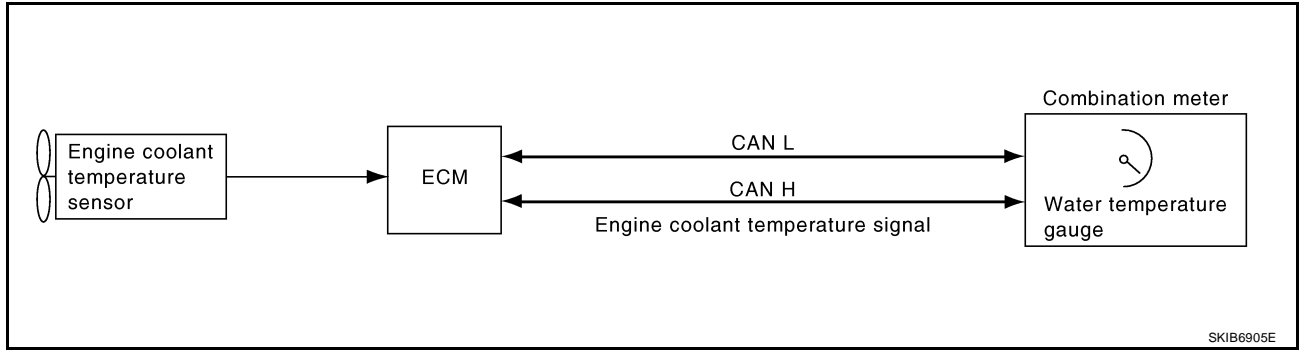 Engine coolant
temperature
sensor
ECM
CAN L
CAN H
Engine coolant temperature signal
Combination meter
Water temperature
gauge
SKIB6905E